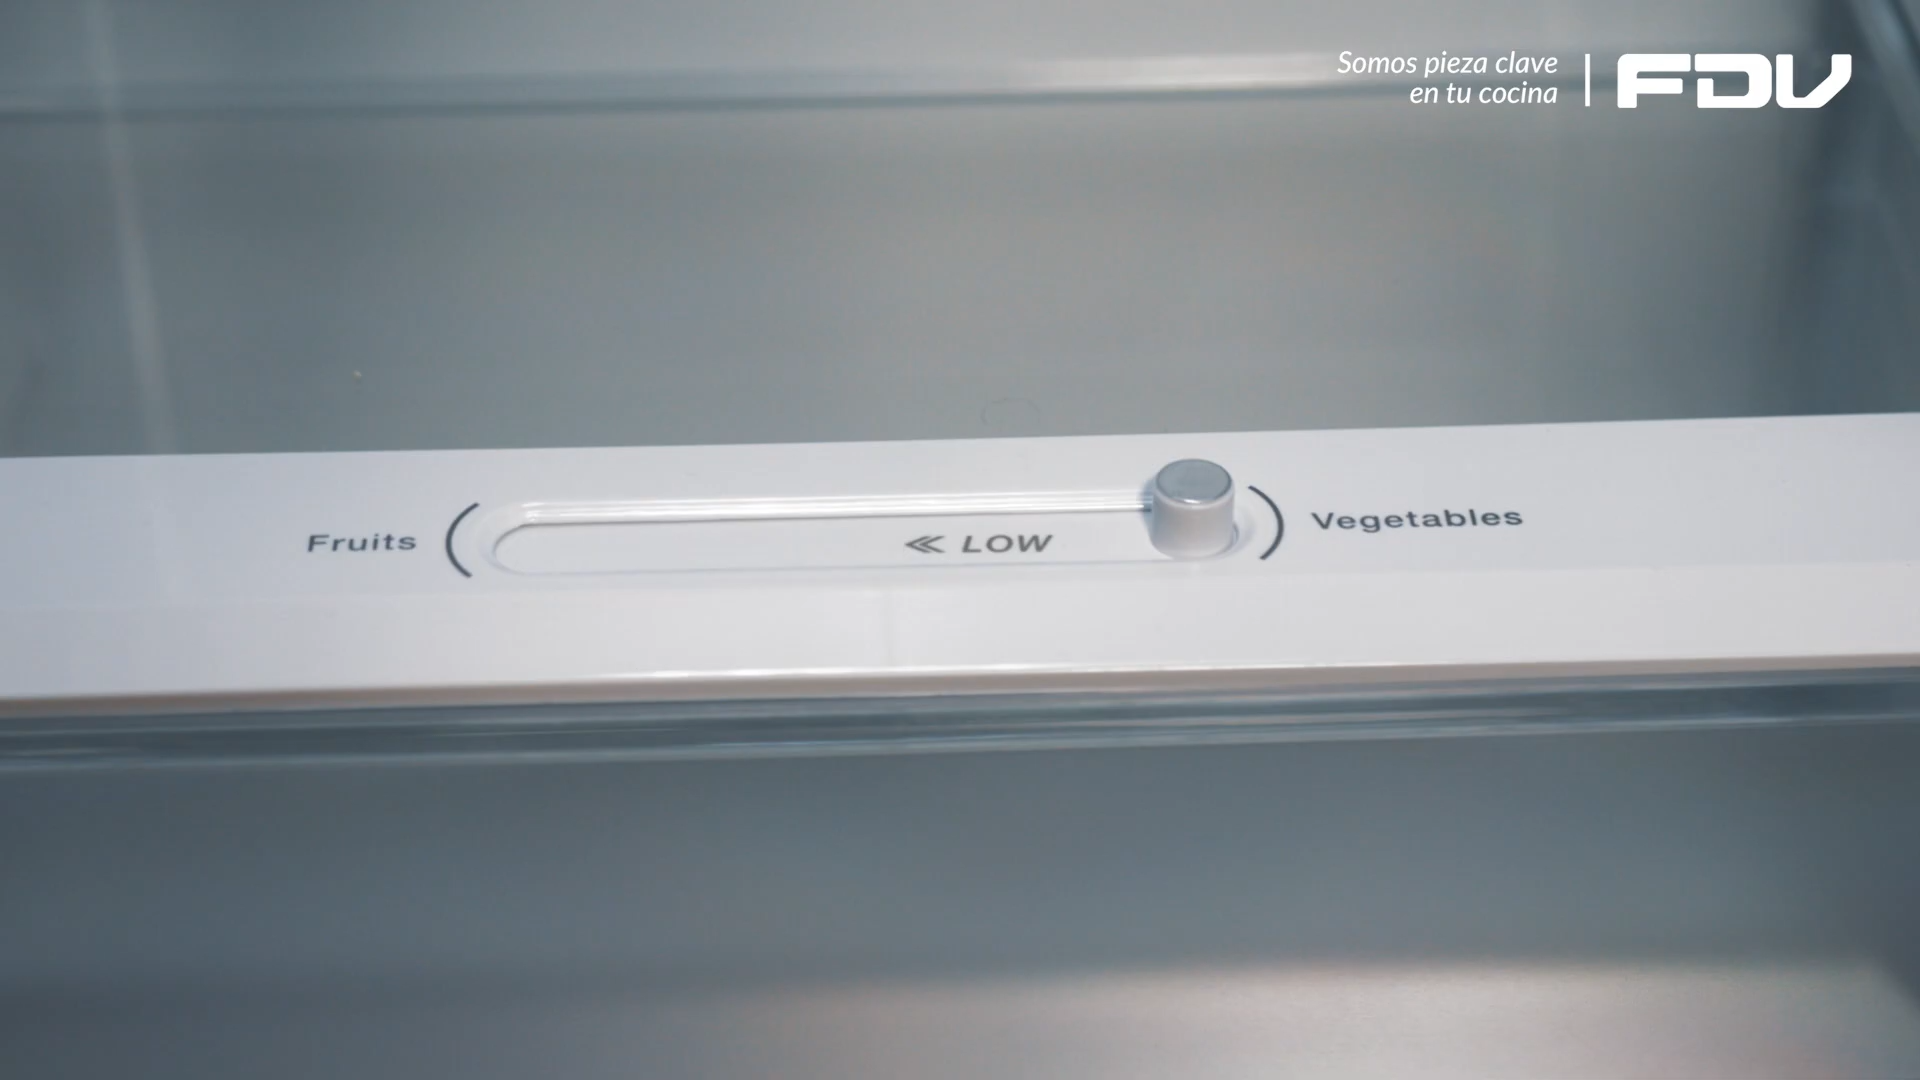 Somos pieza clave
en tu cocina
FDV
Fruits
LOW
Vegetables